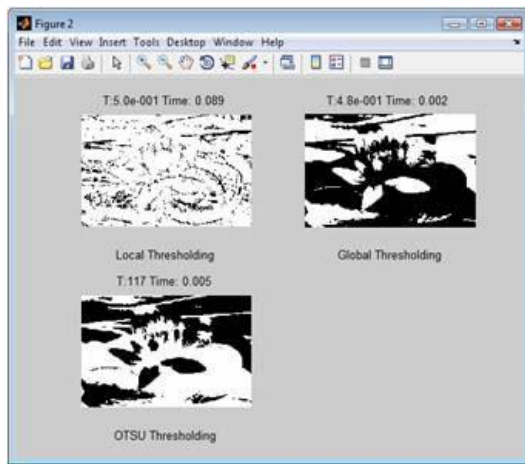 Figure 2
File Edit View Insert Tools Desktop Window Help
T:5.0e-001 Time: 0.089
T:4.8e-001 Time: 0.002
Local Thresholding
Global Thresholding
T:117 Time: 0.005
OTSU Thresholding